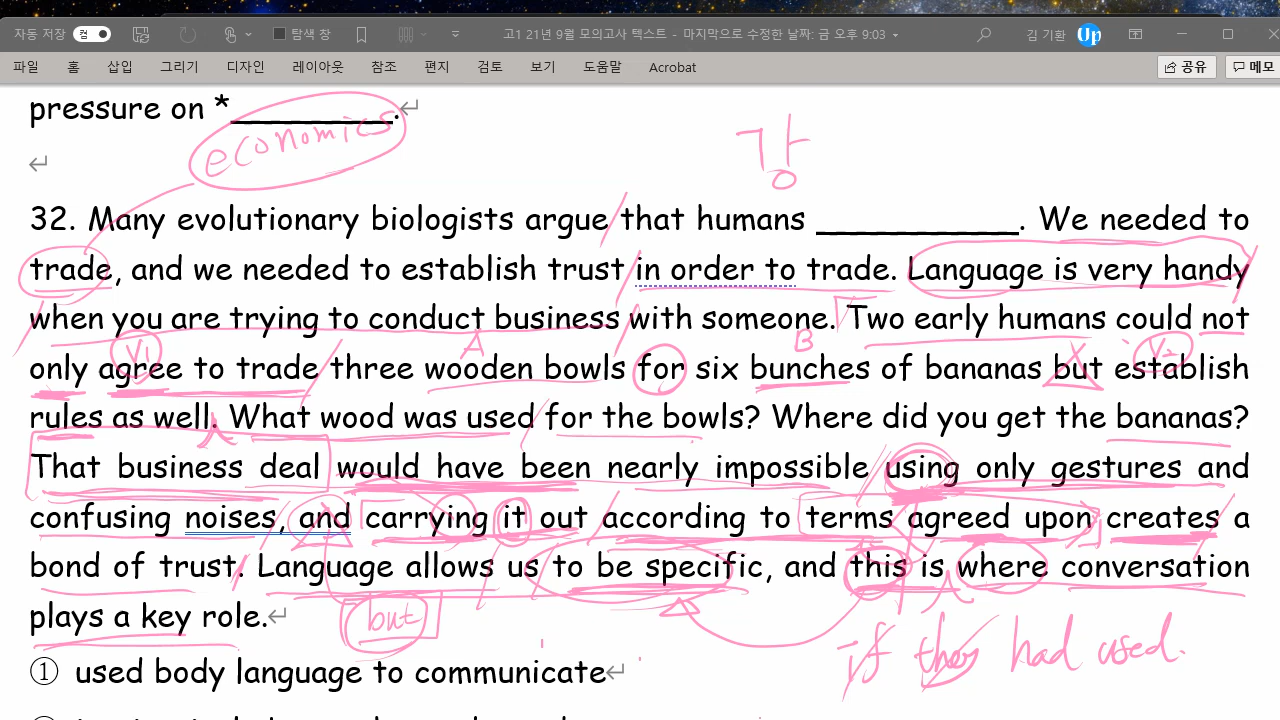 자동 저장 컴 탐색 창 고1 21년 9월 모의고사 텍스트 - 마지막으로 수정한 날짜: 금 오후 9:03 김 기환 Up
파일 홈 삽입 그리기 디자인 레이아웃 참조 편지 검토 보기 도움말 Acrobat 공유 메모
pressure on *__________.
economics
강
32. Many evolutionary biologists argue that humans ___________. We needed to
trade, and we needed to establish trust in order to trade. Language is very handy
when you are trying to conduct business with someone. Two early humans could not
V1 A B V2
only agree to trade three wooden bowls for six bunches of bananas but establish
rules as well. What wood was used for the bowls? Where did you get the bananas?
That business deal would have been nearly impossible using only gestures and
confusing noises, and carrying it out according to terms agreed upon creates a
bond of trust. Language allows us to be specific, and this is where conversation
plays a key role.
but
if they had used.
① used body language to communicate